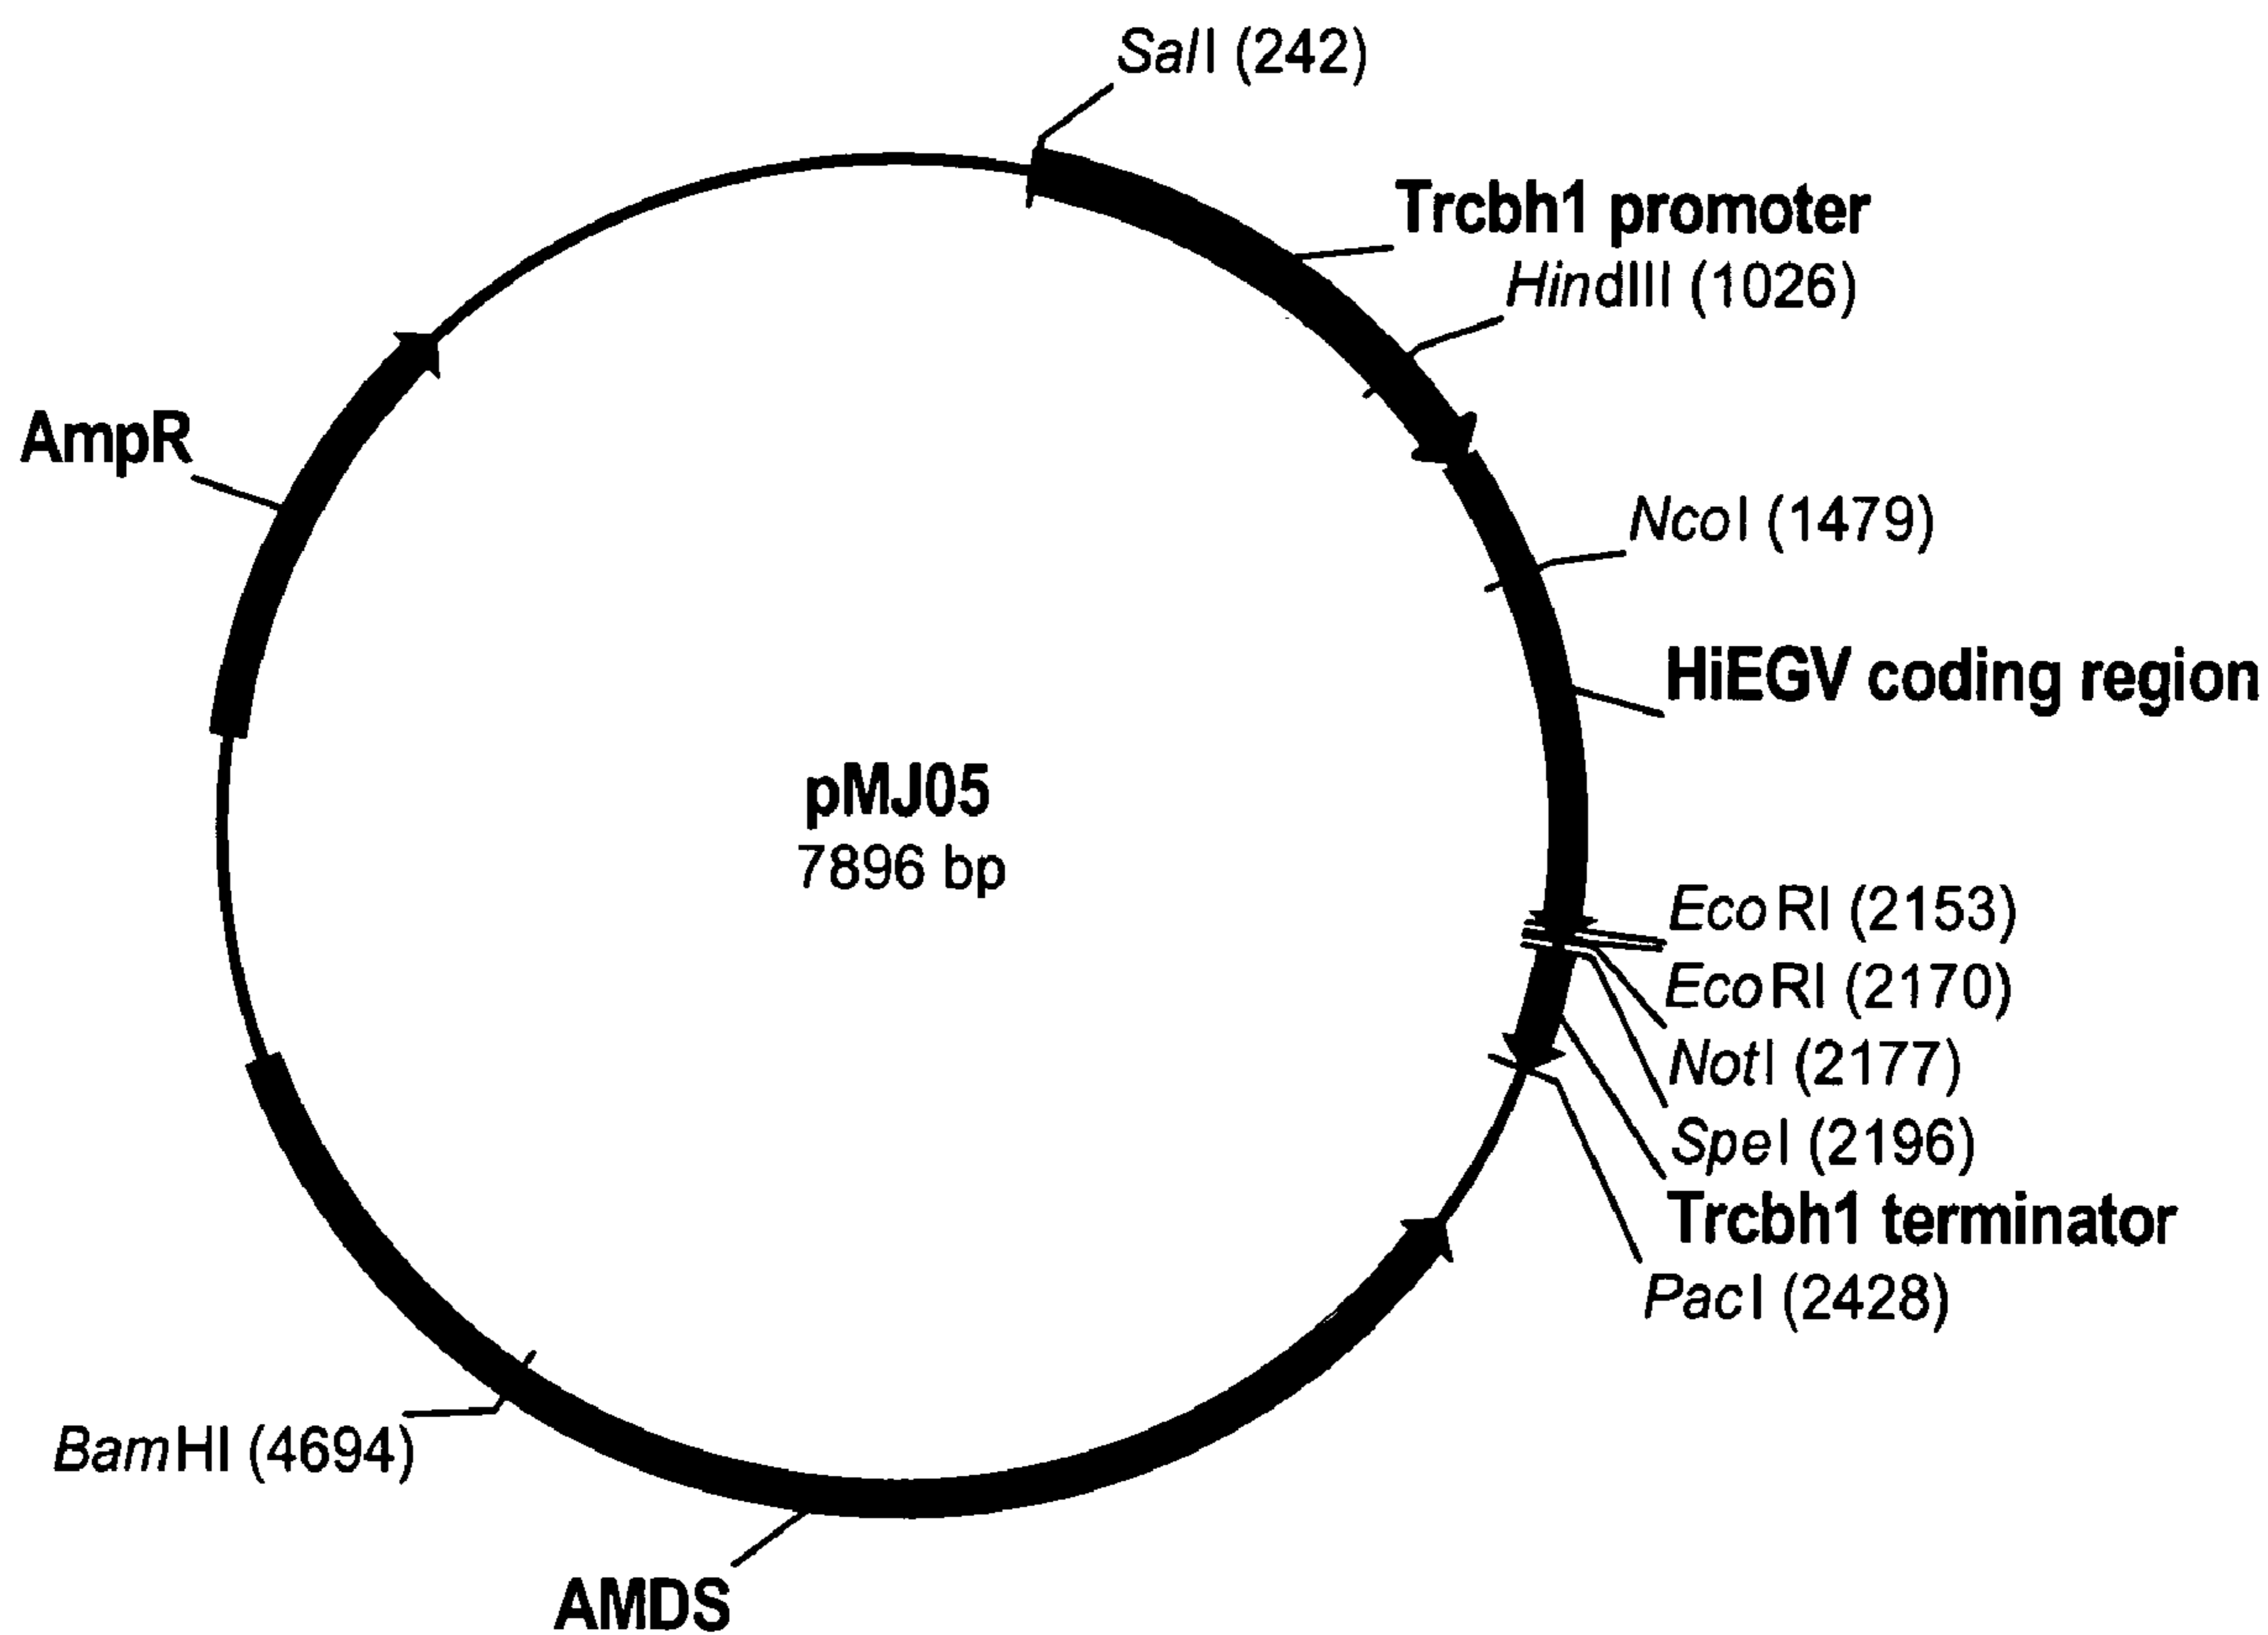 SalI (242)
Trcbh1 promoter
HindIII (1026)
NcoI (1479)
AmpR
HiEGV coding region
pMJ05
7896 bp
EcoRI (2153)
EcoRI (2170)
NotI (2177)
SpeI (2196)
Trcbh1 terminator
PacI (2428)
BamHI (4694)
AMDS